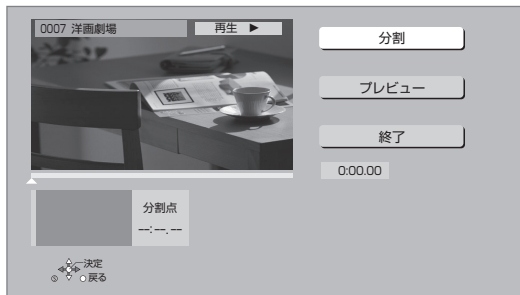 0007 洋画劇場
再生 ▶
分割
プレビュー
終了
0:00.00
分割点
--:--.--
決定
戻る